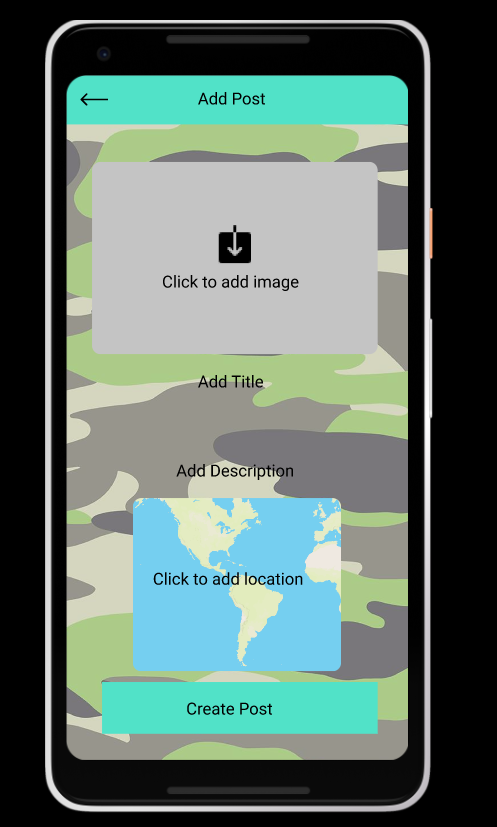 Add Post
Click to add image
Add Title
Add Description
Click to add location
Create Post